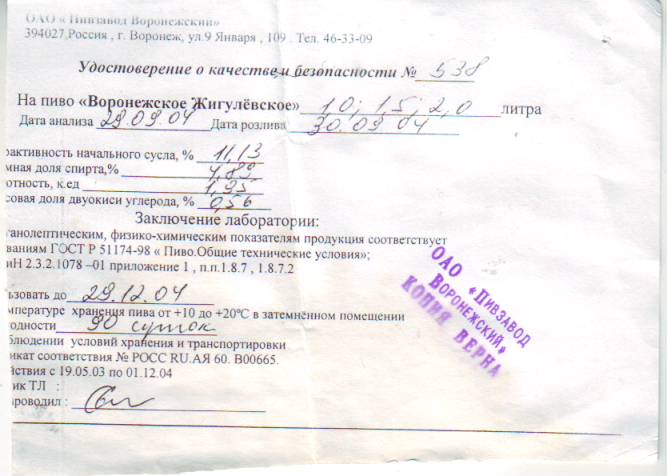 ОАО « Пивзавод Воронежский»
394027,Россия , г. Воронеж, ул.9 Января , 109 . Тел. 46-33-09
Удостоверение о качестве и безопасности № 538
На пиво «Воронежское Жигулёвское» 1,0; 1,5; 2,0 литра
Дата анализа 29.09.04 Дата розлива 30.09.04
рактивность начального сусла, % 11,13
мная доля спирта,% 4,89
отность, к.ед 1,95
совая доля двуокиси углерода, % 0,56
Заключение лаборатории:
ганолептическим, физико-химическим показателям продукция соответствует
ваниям ГОСТ Р 51174-98 « Пиво.Общие технические условия»;
иН 2.3.2.1078 –01 приложение 1 , п.п.1.8.7 , 1.8.7.2
льзовать до 29.12.04
мпературе хранения пива от +10 до +20°С в затемненном помещении
годности 90 суток
блюдении условий хранения и транспортировки
икат соответствия № РОСС RU.АЯ 60. В00665.
йствия с 19.05.03 по 01.12.04
ик ТЛ :
проводил :
ОАО «ПИВЗАВОД
ВОРОНЕЖСКИЙ»
КОПИЯ ВЕРНА